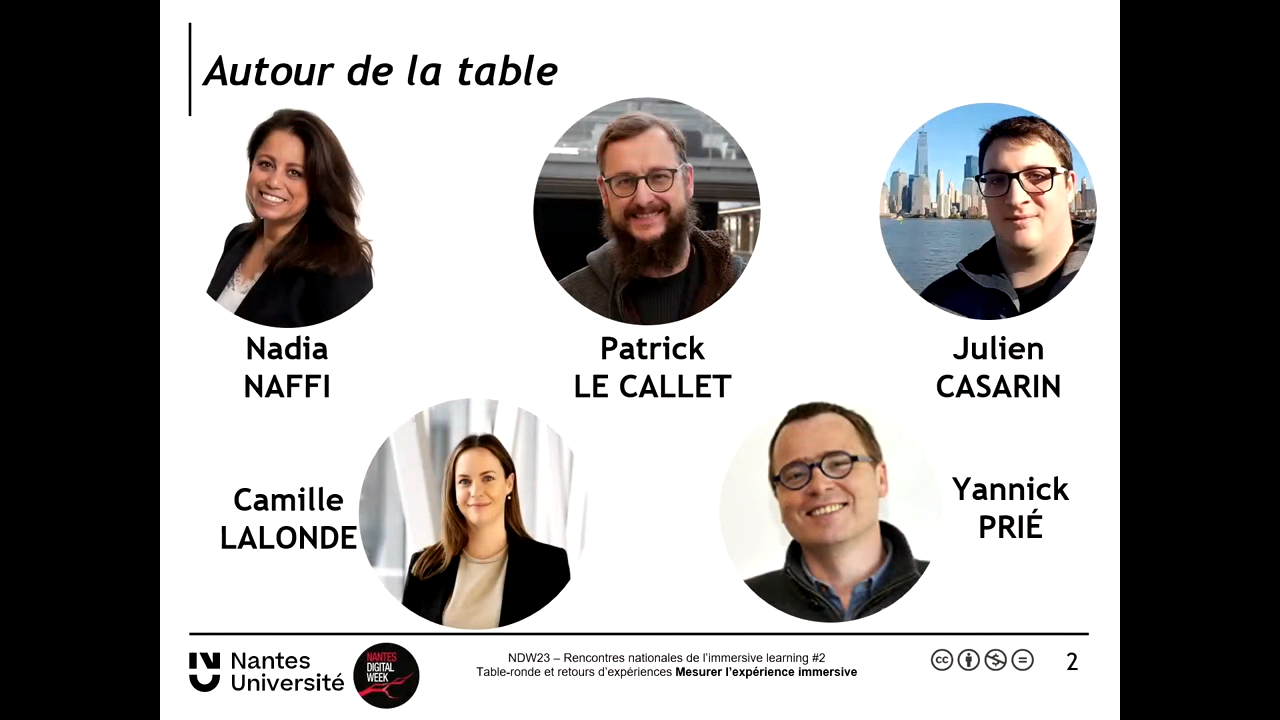 Autour de la table
Nadia
NAFFI
Patrick
LE CALLET
Julien
CASARIN
Camille
LALONDE
Yannick
PRIÉ
Nantes
Université
NANTES
DIGITAL
WEEK
NDW23 – Rencontres nationales de l'immersive learning #2
Table-ronde et retours d'expériences Mesurer l'expérience immersive
cc
2